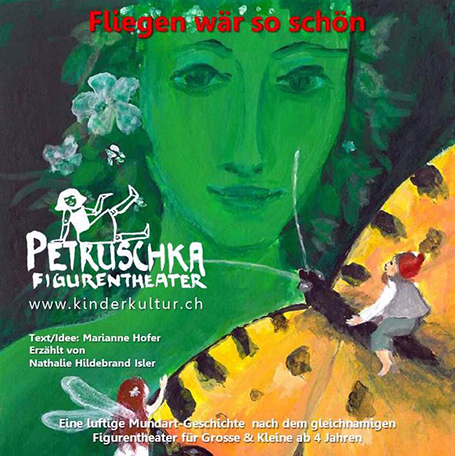 Fliegen wär so schön
PETRUSCHKA
FIGURENTHEATER
www.kinderkultur.ch
Text/Idee: Marianne Hofer
Erzählt von
Nathalie Hildebrand Isler
Eine luftige Mundart-Geschichte nach dem gleichnamigen
Figurentheater für Grosse & Kleine ab 4 Jahren